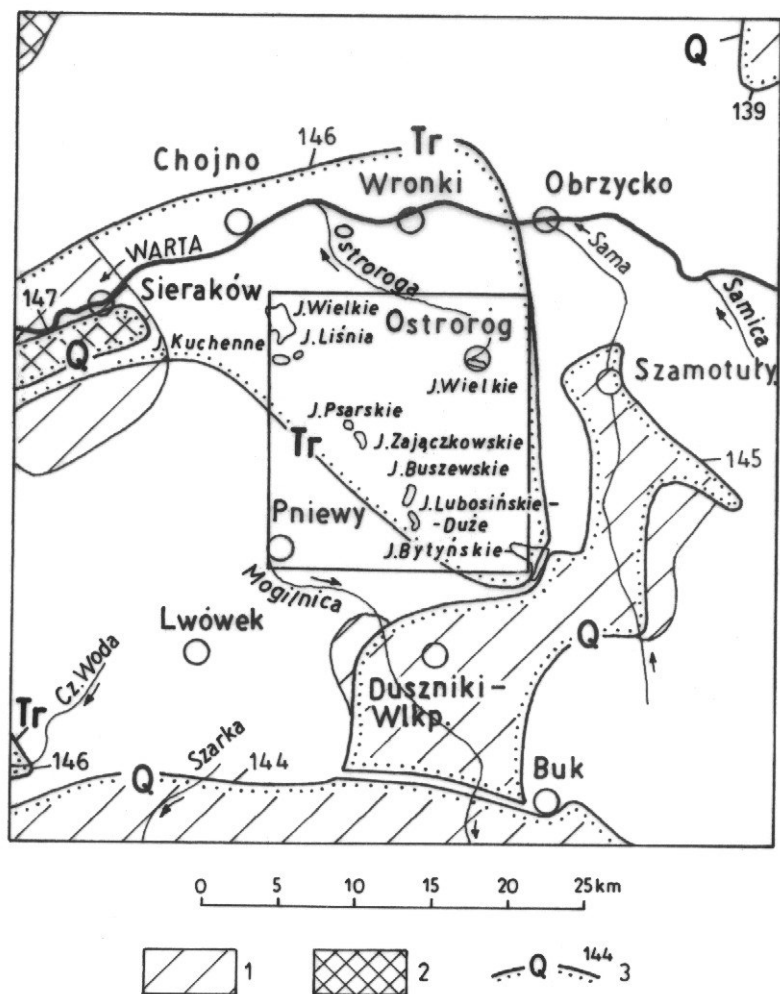 Q
139
146
Tr
Chojno
Wronki
Obrzycko
WARTA
Ostroroga
Sama
Samica
147
Sieraków
J.Wielkie
Ostroróg
J.Liśnia
J. Kuchenne
Q
J.Wielkie
Szamotuły
J.Psarskie
Tr
J.Zajączkowskie
145
J.Buszewskie
Pniewy
J.Lubosińskie-
-Duże
J.Bytyńskie
Mogilnica
Lwówek
Q
Cz.Woda
Duszniki-
Wlkp.
Tr
Szarka
146
Q
144
Buk
0 5 10 15 20 25 km
1
2
Q 144 3